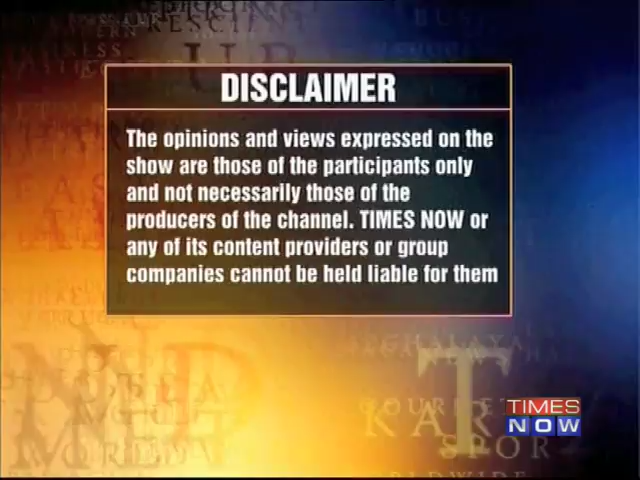 DISCLAIMER
The opinions and views expressed on the
show are those of the participants only
and not necessarily those of the
producers of the channel. TIMES NOW or
any of its content providers or group
companies cannot be held liable for them
T
KAR
SPOR
TIMES
NOW